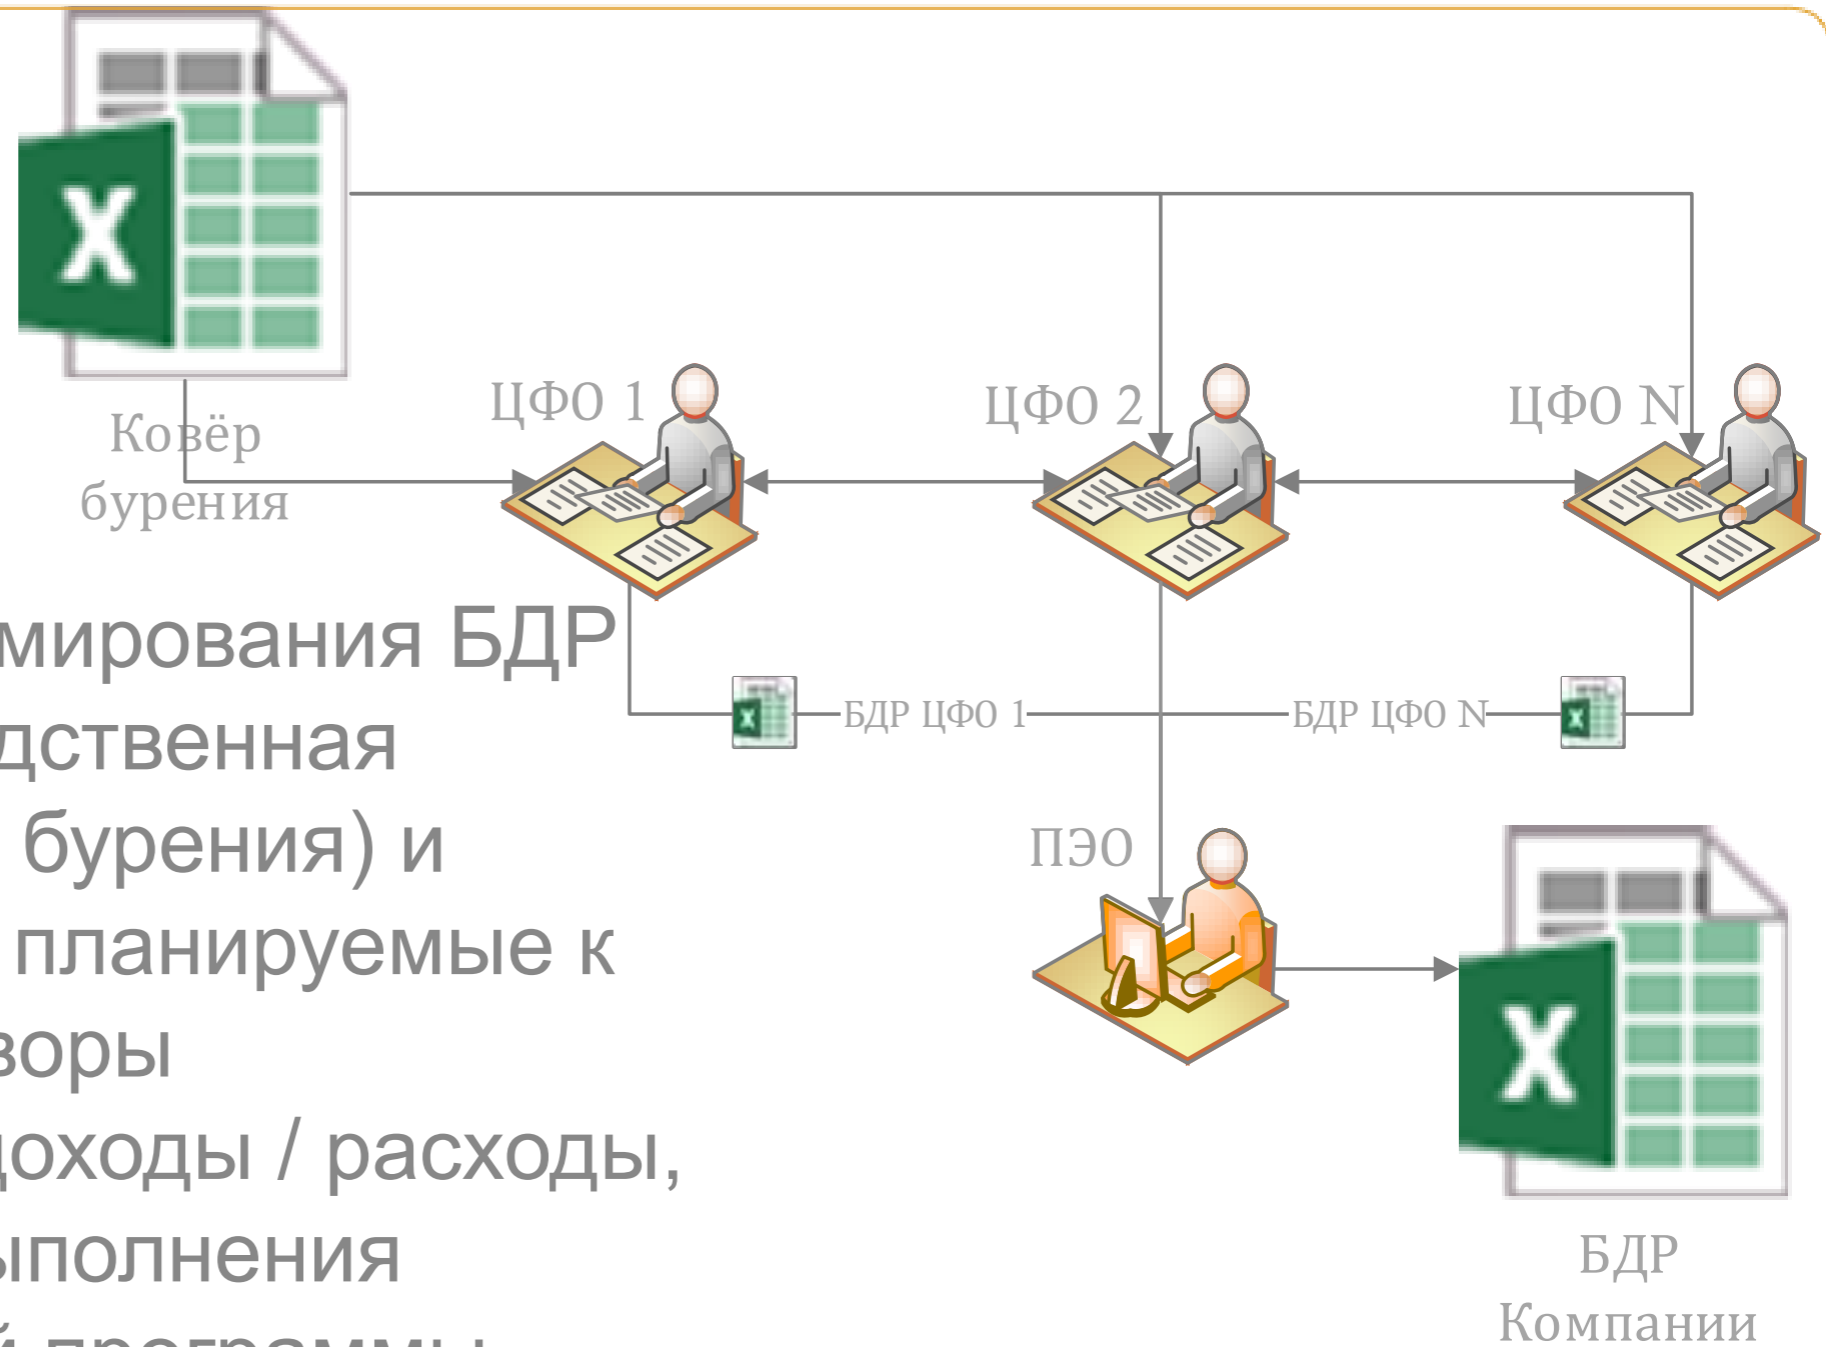 Ковёр
бурения
ЦФО 1
ЦФО 2
ЦФО N
БДР ЦФО 1
БДР ЦФО N
ПЭО
БДР
Компании
мирования БДР
дственная
бурения) и
планируемые к
воры
доходы / расходы,
ыполнения
й программы